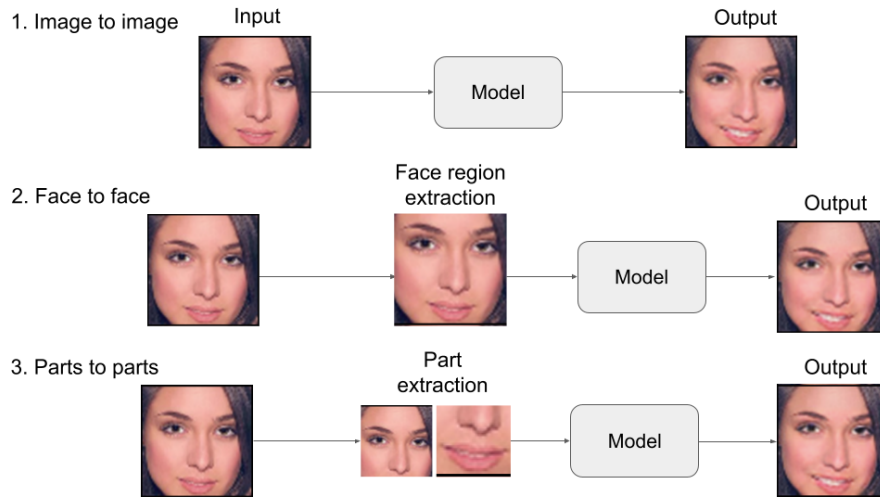 1. Image to image
Input
Output
Model
2. Face to face
Face region
extraction
Output
Model
3. Parts to parts
Part
extraction
Output
Model